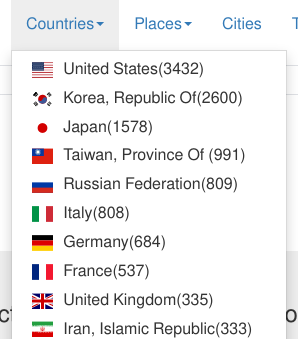 Countries Places Cities
United States(3432)
Korea, Republic Of(2600)
Japan(1578)
Taiwan, Province Of (991)
Russian Federation(809)
Italy(808)
Germany(684)
France(537)
United Kingdom(335)
Iran, Islamic Republic(333)